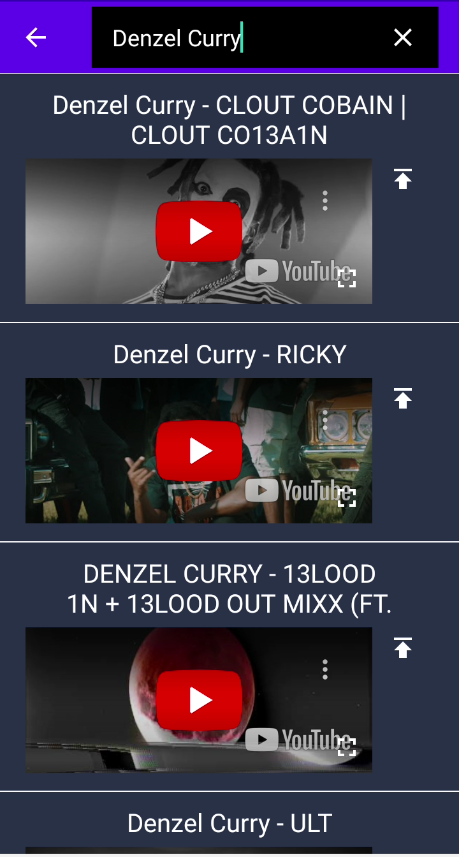 Denzel Curry
Denzel Curry - CLOUT COBAIN |
CLOUT CO13A1N
YouTube
Denzel Curry - RICKY
YouTube
DENZEL CURRY - 13LOOD
1N + 13LOOD OUT MIXX (FT.
YouTube
Denzel Curry - ULT